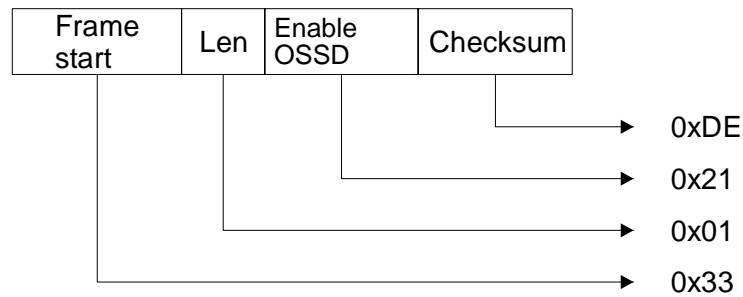 Frame
start
Len
Enable
OSSD
Checksum
0xDE
0x21
0x01
0x33